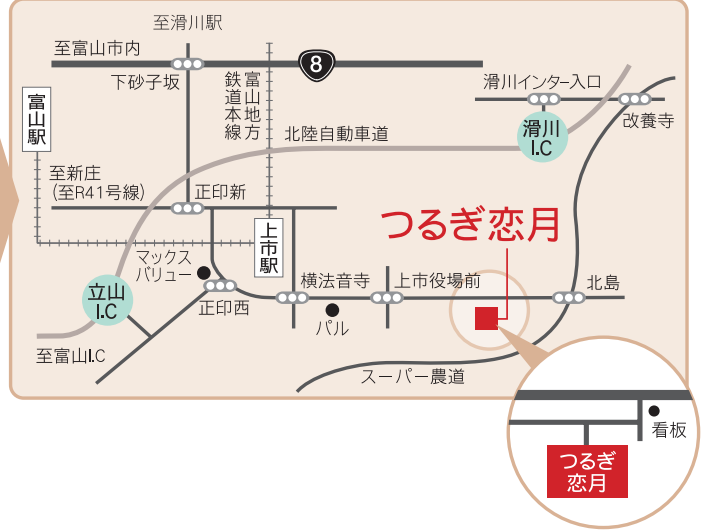 至滑川駅
至富山市内
下砂子坂
富山地方
鉄道本線
8
滑川インター入口
改養寺
滑川
I.C
富山駅
北陸自動車道
至新庄
(至R41号線)
正印新
上市駅
つるぎ恋月
マックス
バリュー
立山
I.C
正印西
横法音寺
上市役場前
北島
パル
至富山I.C
スーパー農道
看板
つるぎ
恋月